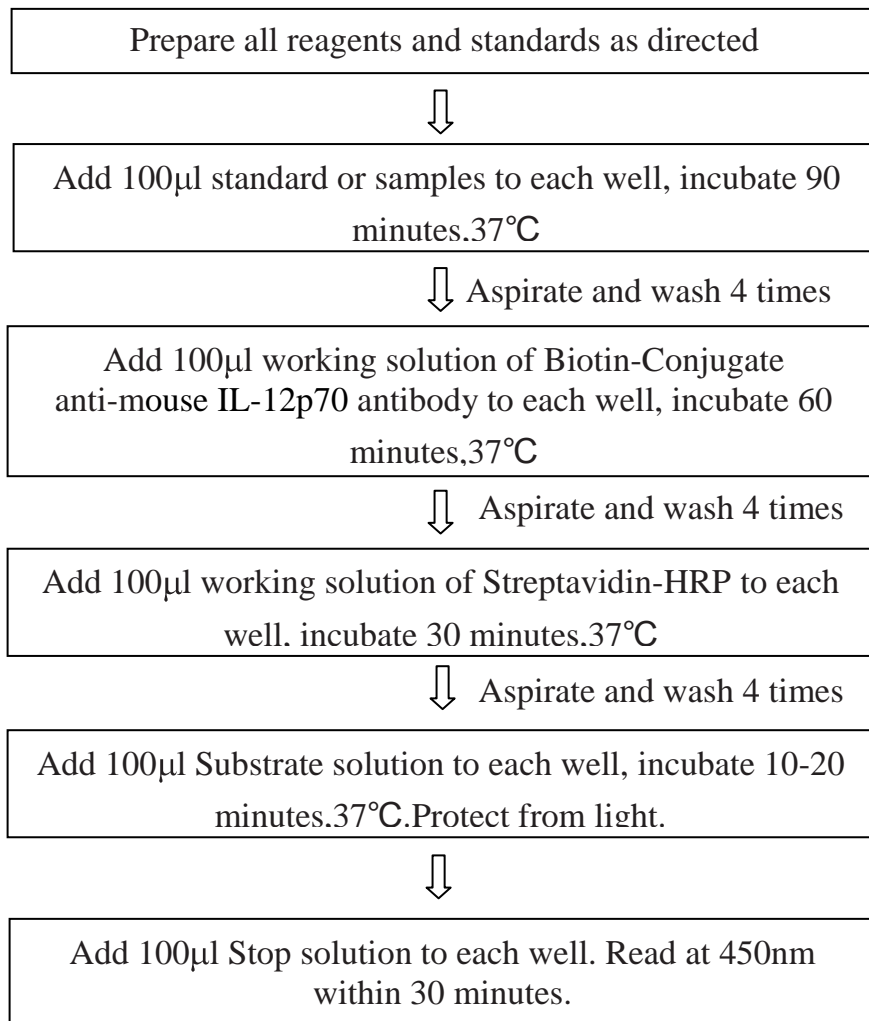 Prepare all reagents and standards as directed
Add 100μl standard or samples to each well, incubate 90
minutes,37℃
Aspirate and wash 4 times
Add 100μl working solution of Biotin-Conjugate
anti-mouse IL-12p70 antibody to each well, incubate 60
minutes,37℃
Aspirate and wash 4 times
Add 100μl working solution of Streptavidin-HRP to each
well, incubate 30 minutes,37℃
Aspirate and wash 4 times
Add 100μl Substrate solution to each well, incubate 10-20
minutes,37℃.Protect from light.
Add 100μl Stop solution to each well. Read at 450nm
within 30 minutes.